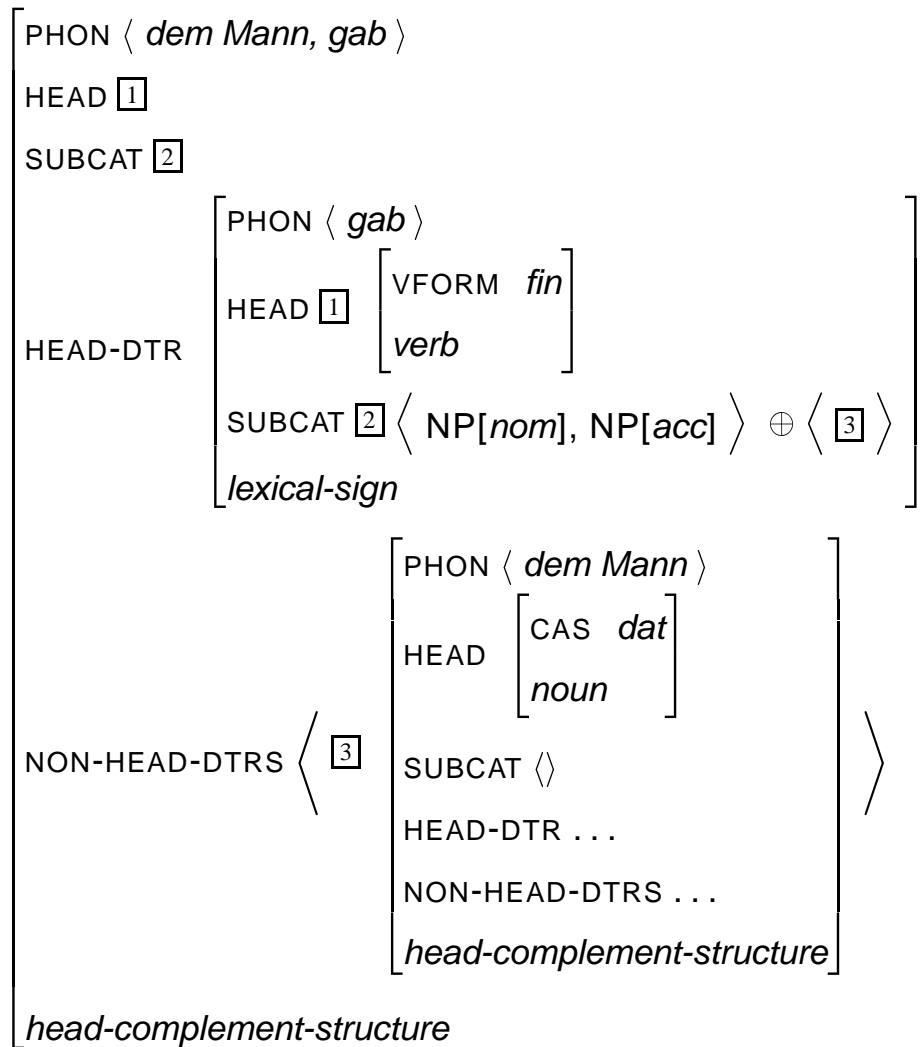 PHON ⟨ dem Mann, gab ⟩
HEAD 1
SUBCAT 2
HEAD-DTR
PHON ⟨ gab ⟩
HEAD 1
VFORM fin
verb
SUBCAT 2 ⟨ NP[nom], NP[acc] ⟩ ⊕ ⟨ 3 ⟩
lexical-sign
NON-HEAD-DTRS ⟨ 3
PHON ⟨ dem Mann ⟩
HEAD
CAS dat
noun
SUBCAT ⟨⟩
HEAD-DTR ...
NON-HEAD-DTRS ...
head-complement-structure
⟩
head-complement-structure